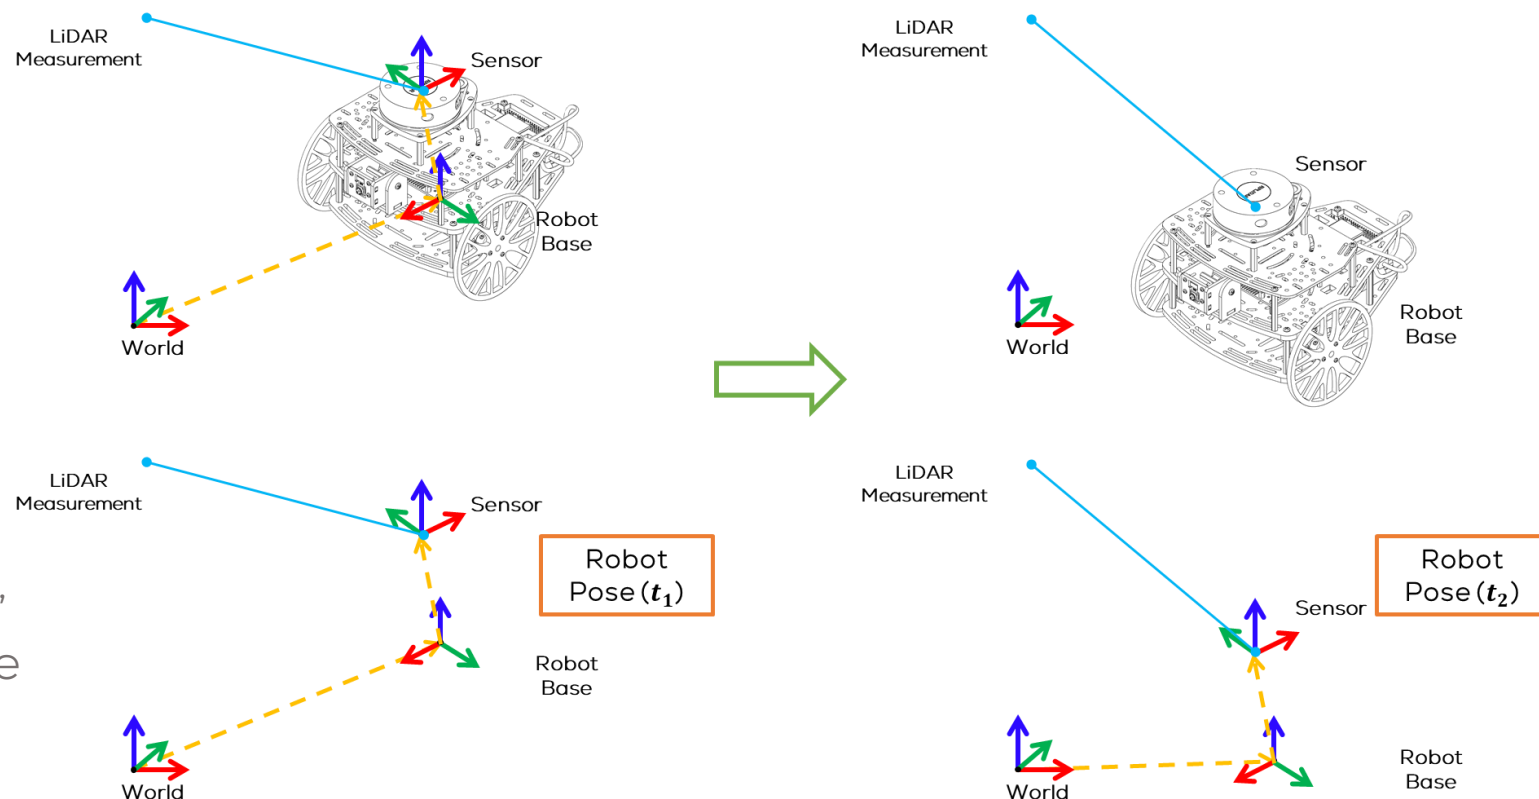 LiDAR
Measurement
Sensor
Robot
Base
World
LiDAR
Measurement
Sensor
Robot
Base
World
LiDAR
Measurement
Sensor
Robot
Pose (t₁)
Robot
Base
World
,
e
LiDAR
Measurement
Sensor
Robot
Pose (t₂)
Robot
Base
World